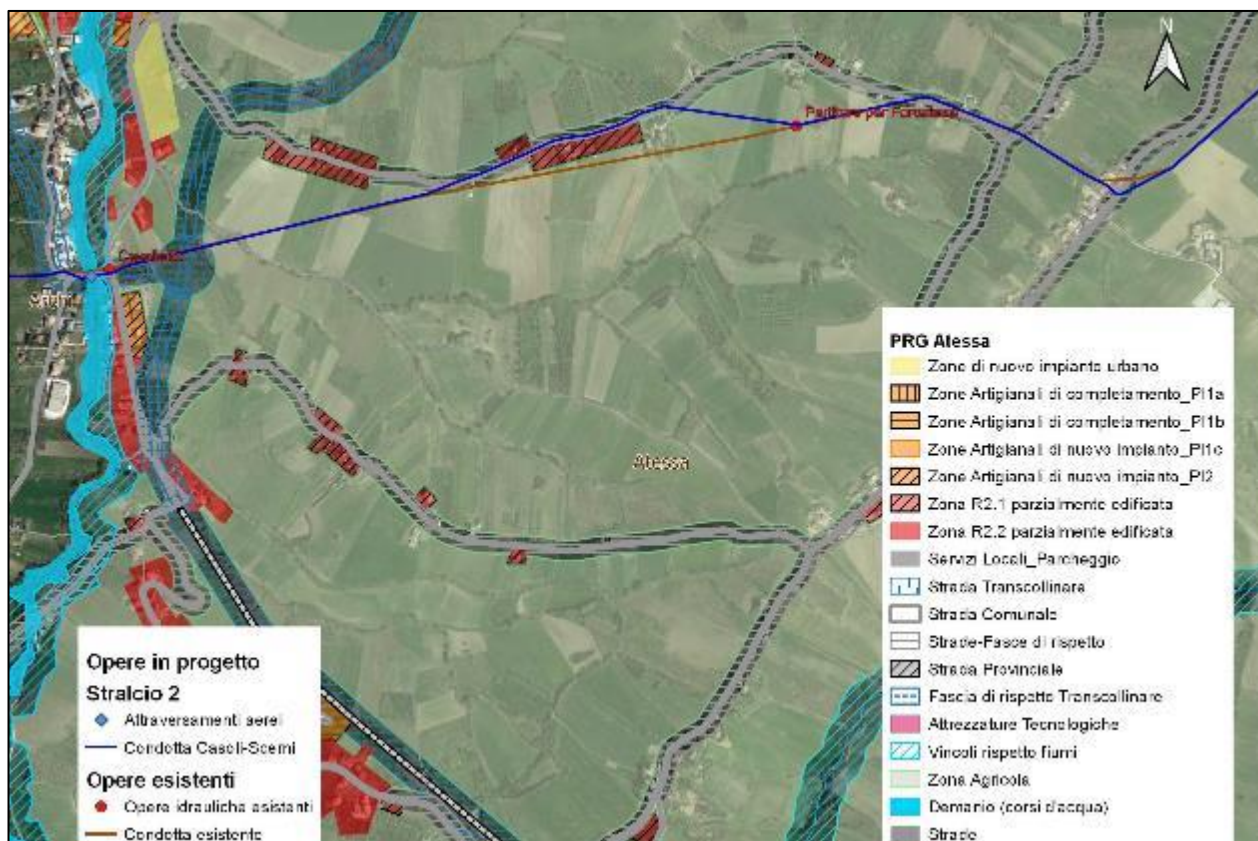 N
Partitore per
Atessa
PRG Atessa
Zone di nuovo impianto urbano
Zone Artigianali di completamento_PI1a
Zone Artigianali di completamento_PI1b
Zone Artigianali di nuovo impianto_PI1c
Zone Artigianali di nuovo impianto_PI2
Zona R2.1 parzialmente edificata
Zona R2.2 parzialmente edificata
Servizi Locali_Parcheggio
Strada Transcollinare
Strada Comunale
Strade-Fasce di rispetto
Strada Provinciale
Fascia di rispetto Transcollinare
Attrezzature Tecnologiche
Vincoli rispetto fiumi
Zona Agricola
Demanio (corsi d'acqua)
Strade
Opere in progetto
Stralcio 2
Attraversamenti aerei
Condotta Casoli-Scerni
Opere esistenti
Opere idrauliche esistenti
Condotta esistente